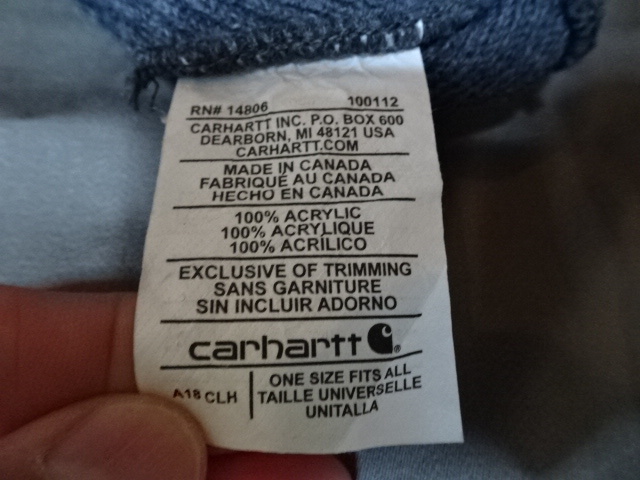 RN# 14806 100112
CARHARTT INC. P.O. BOX 600
DEARBORN, MI 48121 USA
CARHARTT.COM
MADE IN CANADA
FABRIQUÉ AU CANADA
HECHO EN CANADA
100% ACRYLIC
100% ACRYLIQUE
100% ACRÍLICO
EXCLUSIVE OF TRIMMING
SANS GARNITURE
SIN INCLUIR ADORNO
carhartt
A18 CLH
ONE SIZE FITS ALL
TAILLE UNIVERSELLE
UNITALLA